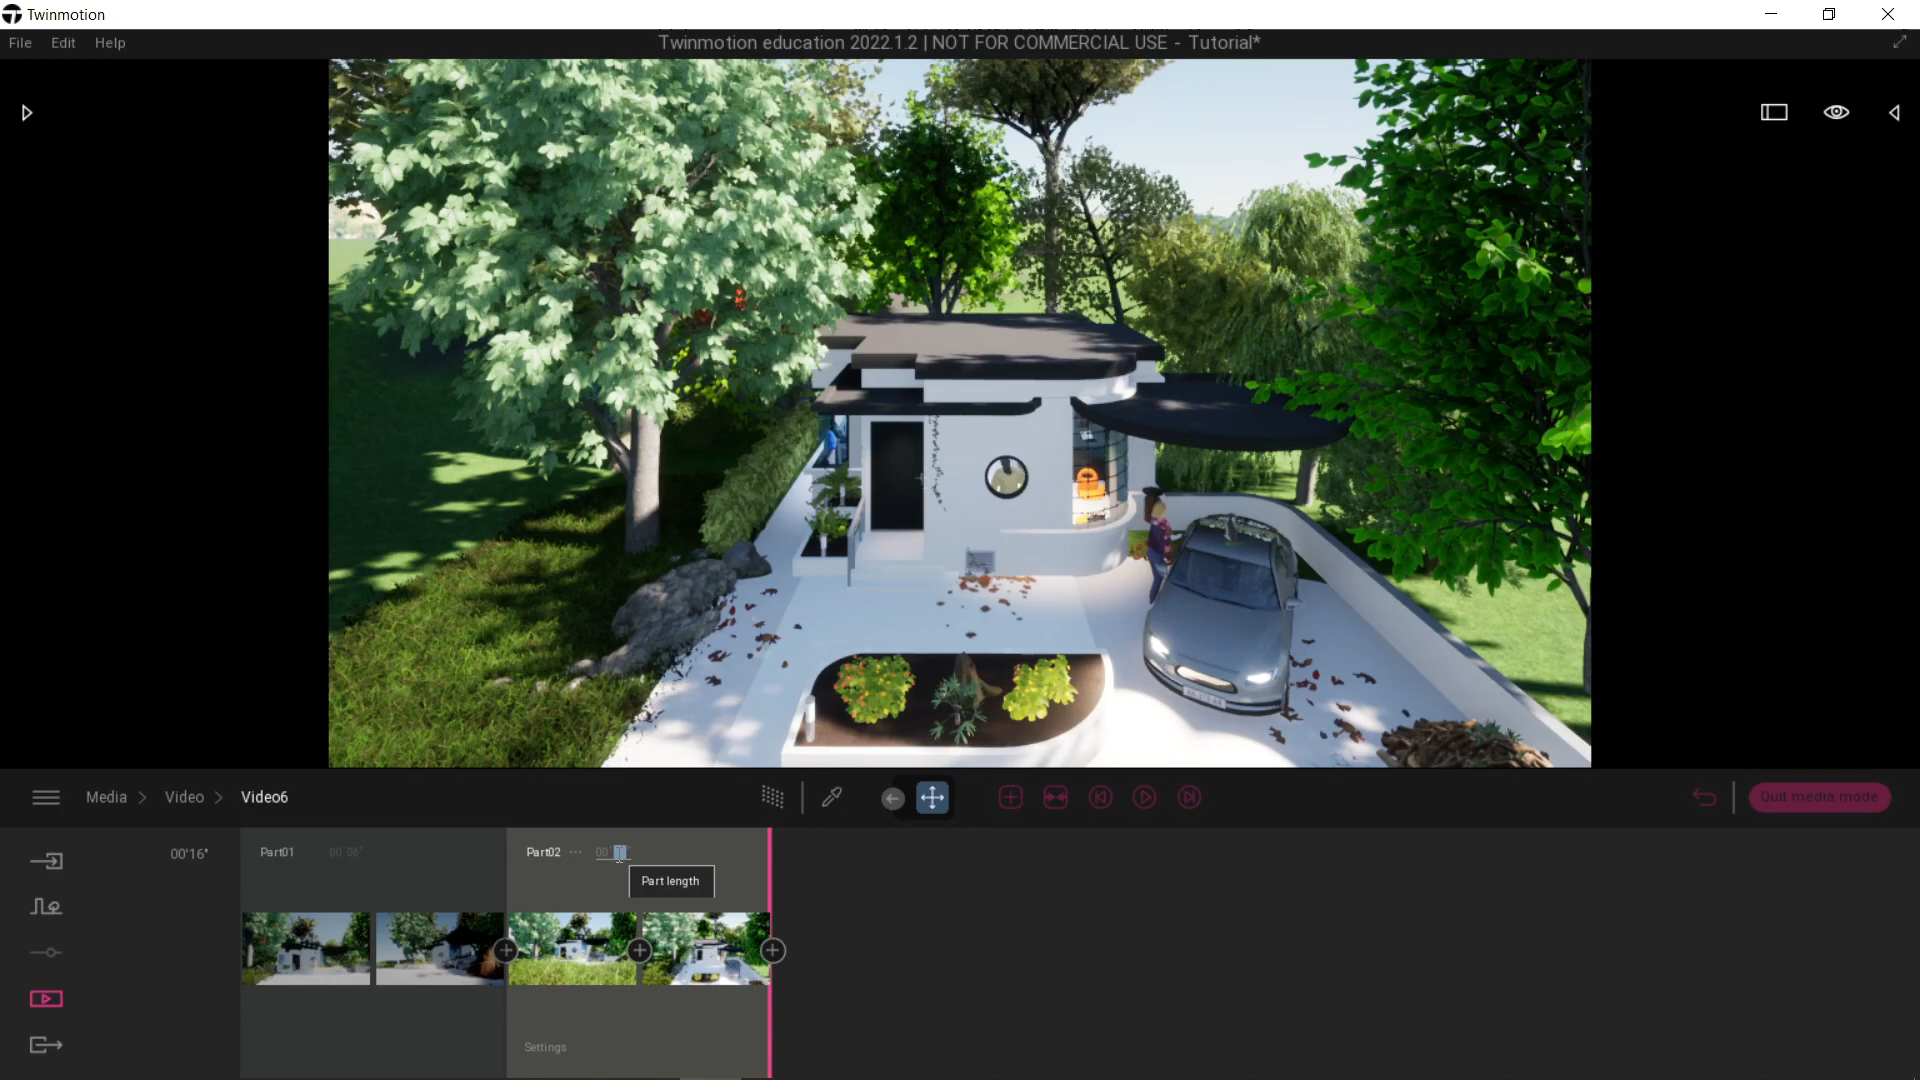 Twinmotion
File Edit Help
Twinmotion education 2022.1.2 | NOT FOR COMMERCIAL USE - Tutorial*
Media > Video > Video6
Quit media mode
00'16"
Part01 00'06"
Part02 ··· 00'
Part length
Settings